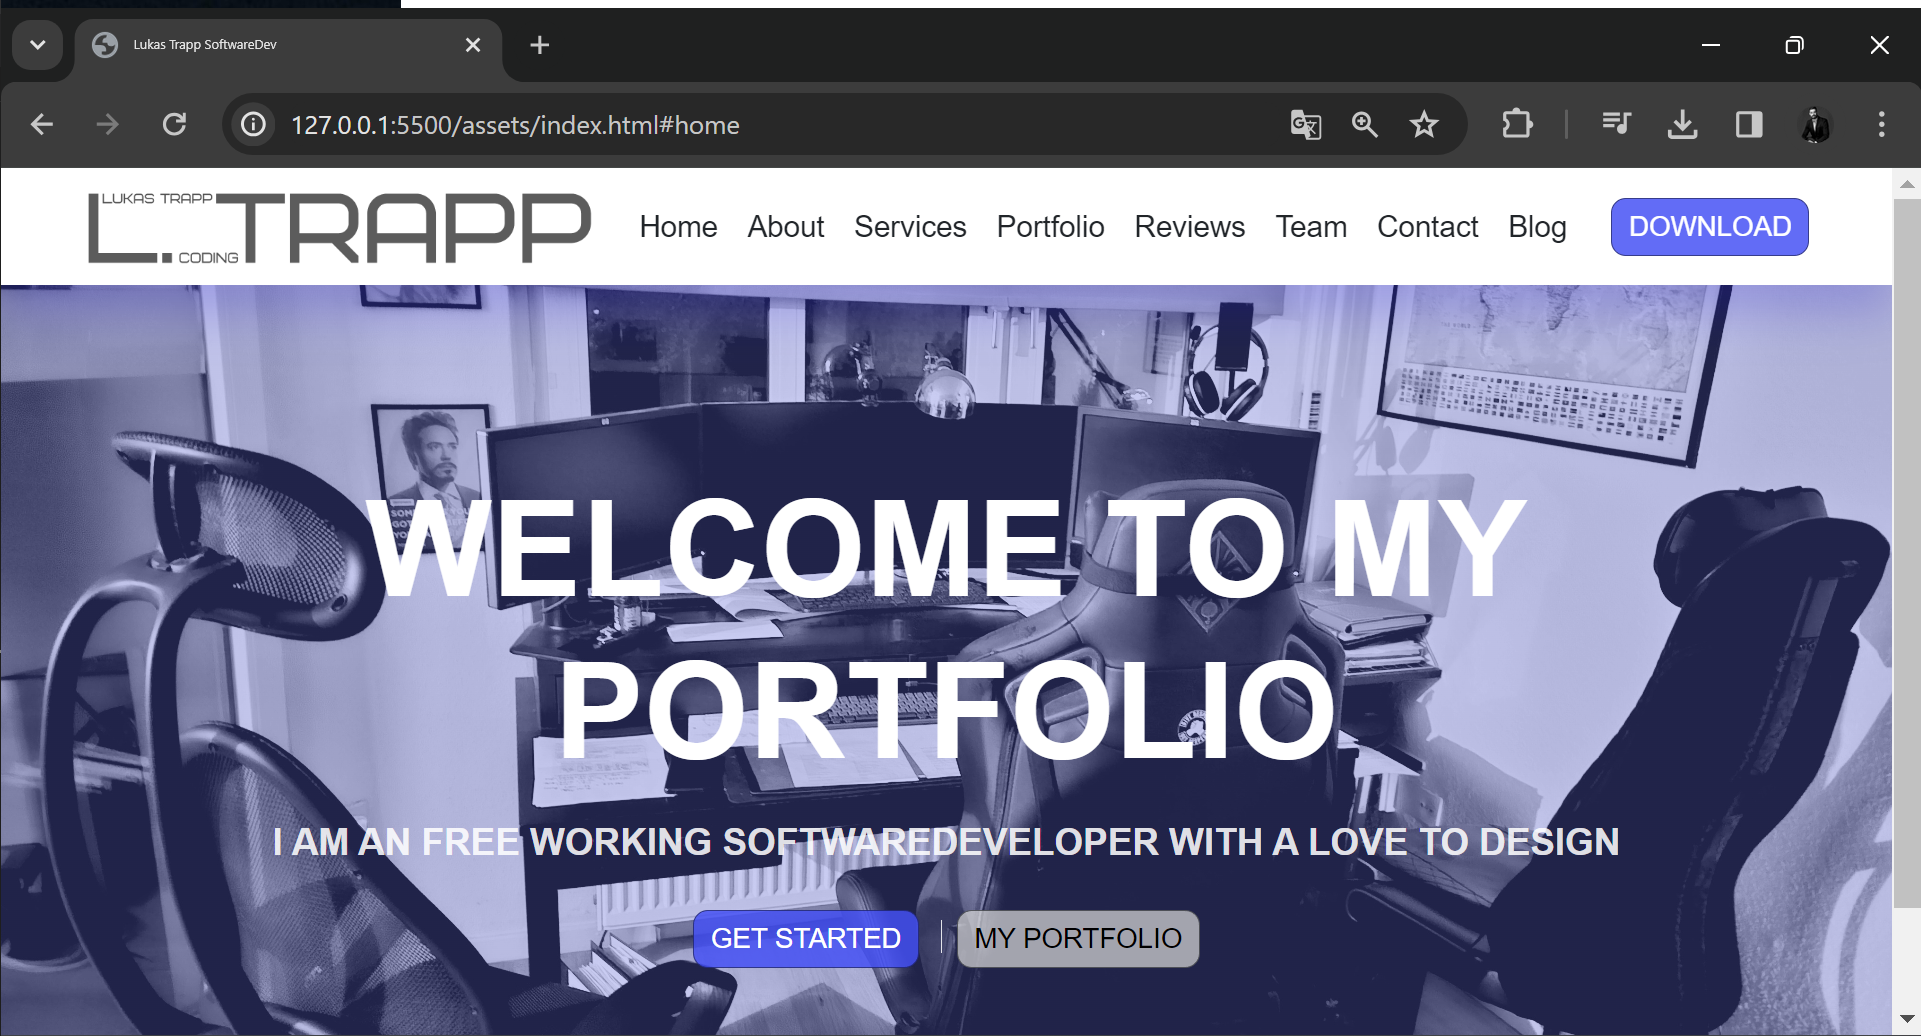 Lukas Trapp SoftwareDev
127.0.0.1:5500/assets/index.html#home
LUKAS TRAPP
L.TRAPP
CODING
Home About Services Portfolio Reviews Team Contact Blog DOWNLOAD
WELCOME TO MY
PORTFOLIO
I AM AN FREE WORKING SOFTWAREDEVELOPER WITH A LOVE TO DESIGN
GET STARTED MY PORTFOLIO